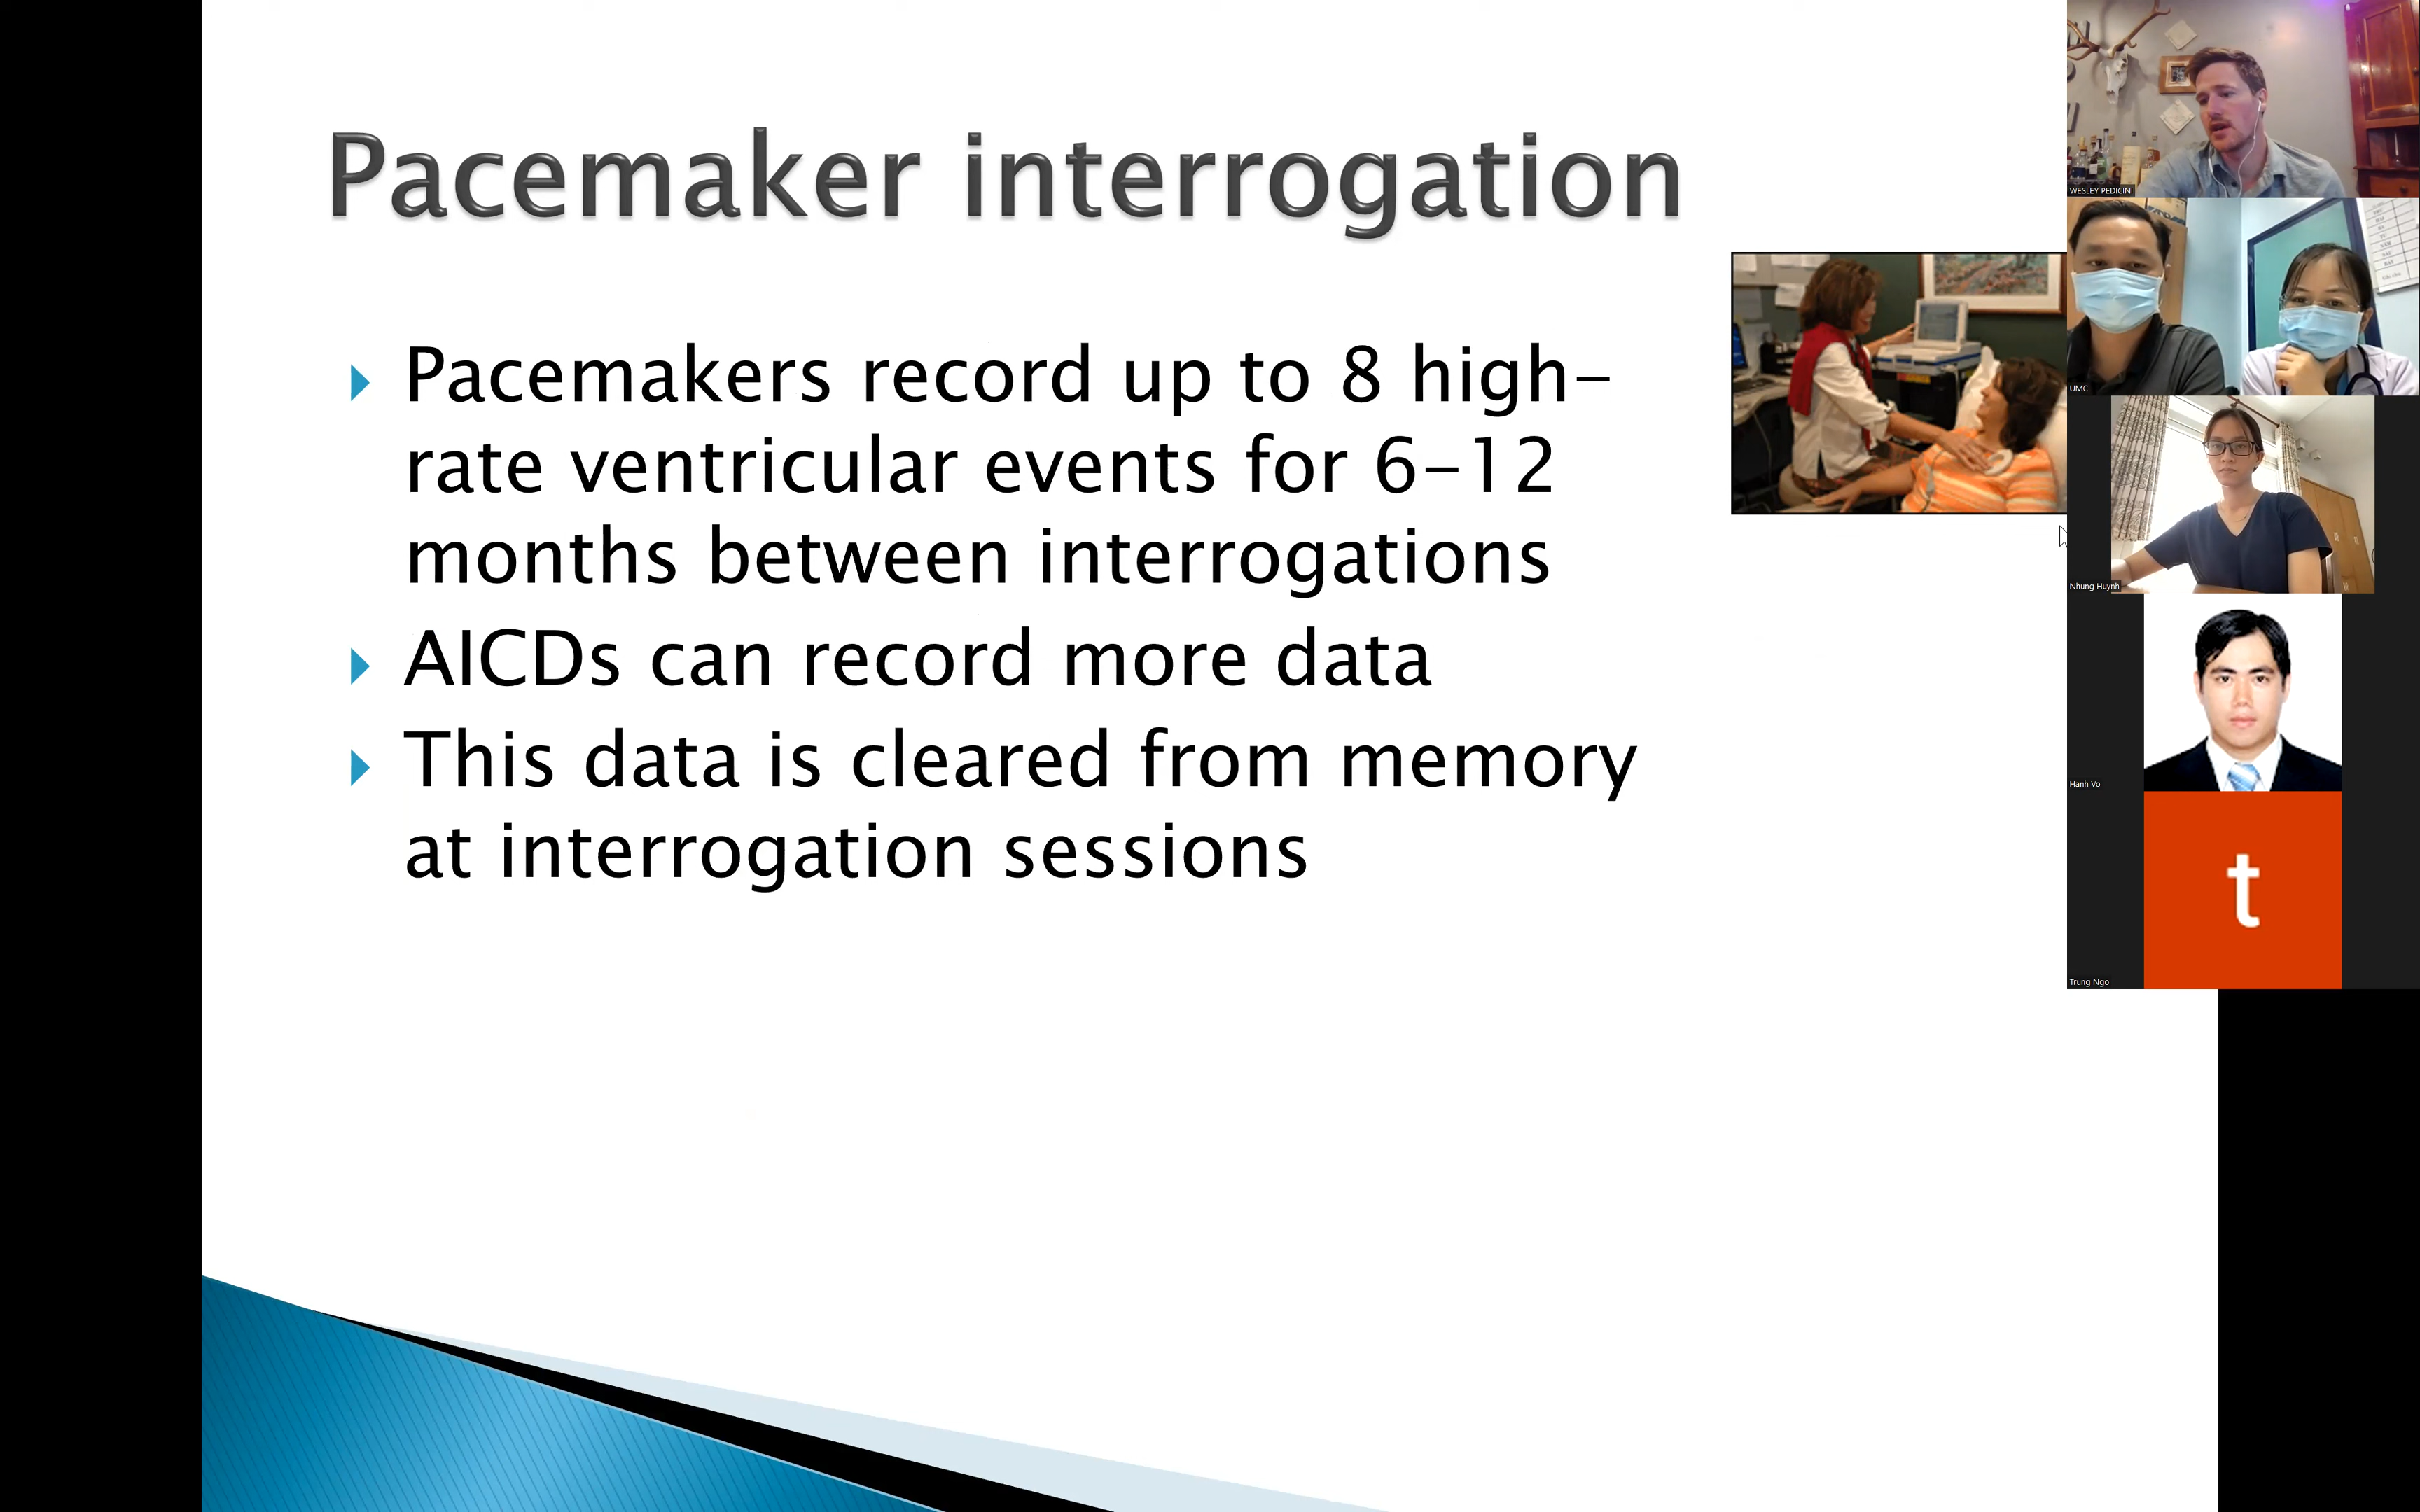 Pacemaker interrogation
Pacemakers record up to 8 high-
rate ventricular events for 6-12
months between interrogations
AICDs can record more data
This data is cleared from memory
at interrogation sessions
WESLEY PEDICINI
UMC
Nhung Huynh
Hanh Vo
t
Trung Ngo